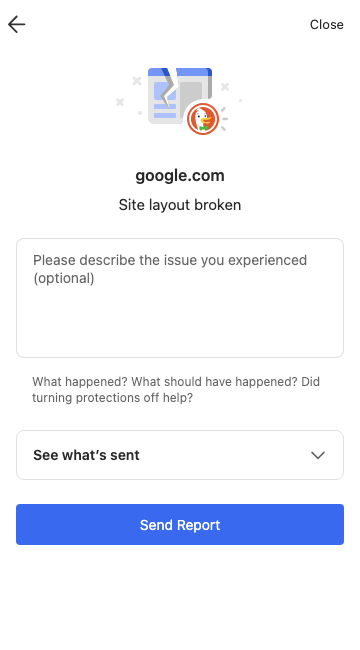 Close
google.com
Site layout broken
Please describe the issue you experienced
(optional)
What happened? What should have happened? Did
turning protections off help?
See what's sent
Send Report